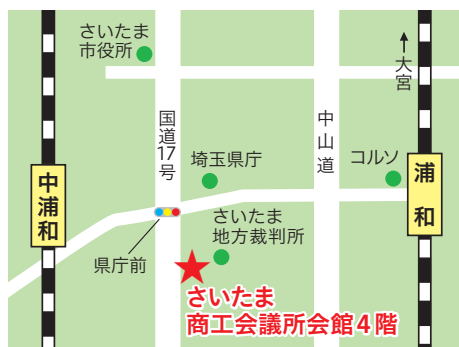 さいたま
市役所
↑
大宮
国道17号
中山道
埼玉県庁
コルソ
中浦和
浦和
さいたま
地方裁判所
県庁前
さいたま
商工会議所会館4階